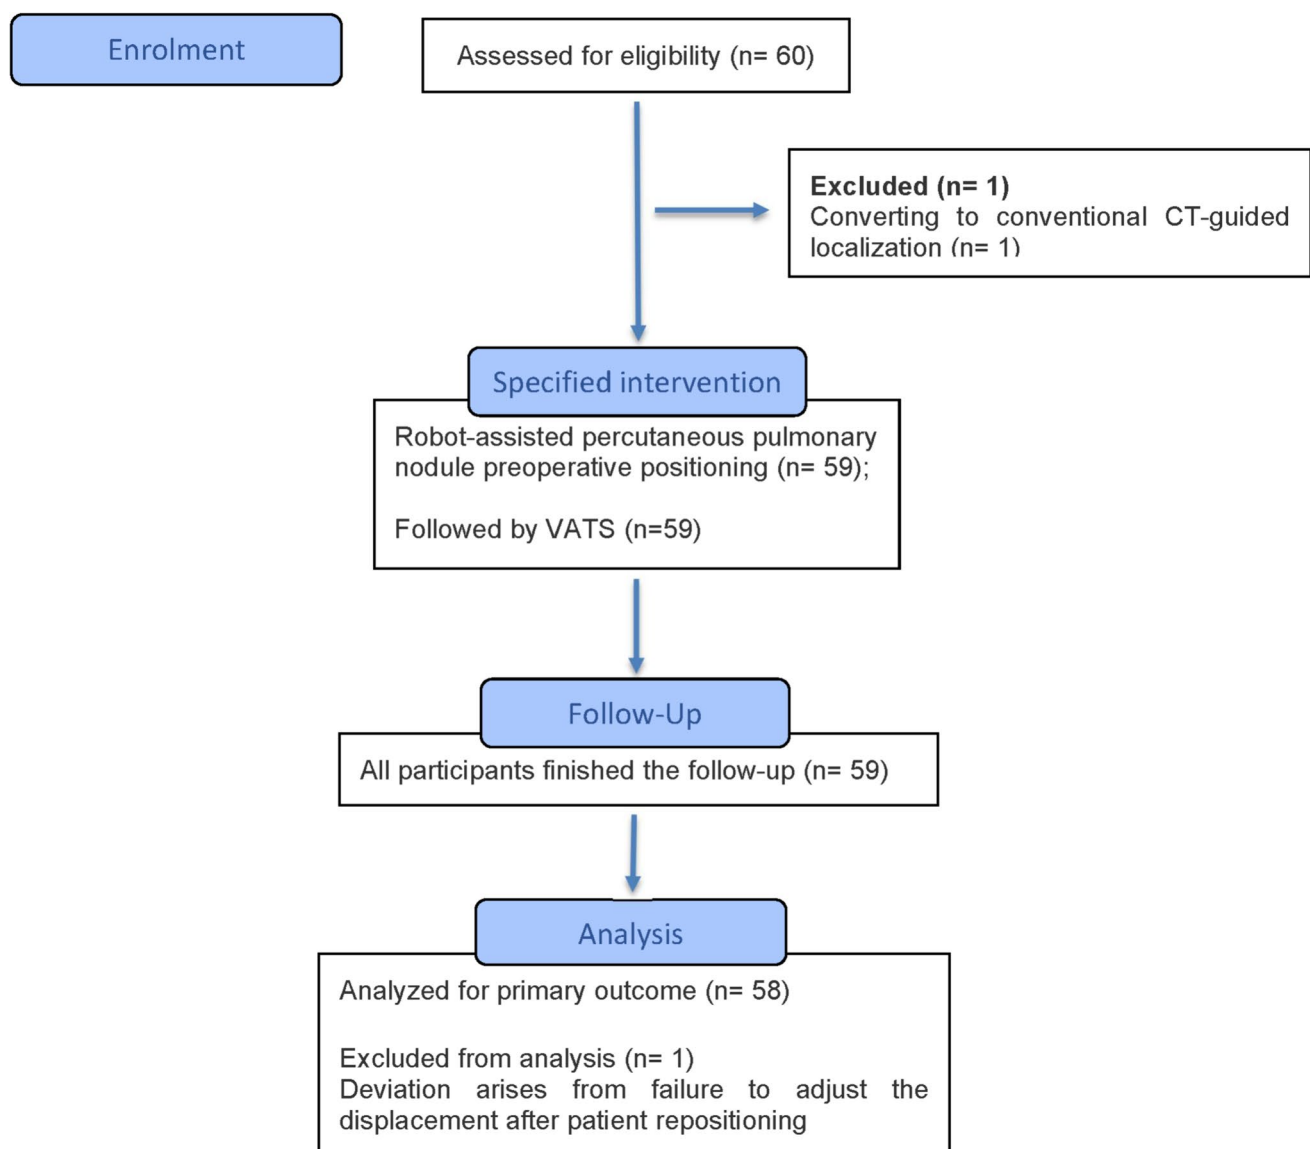 Enrolment
Assessed for eligibility (n= 60)
Excluded (n= 1)
Converting to conventional CT-guided
localization (n= 1)
Specified intervention
Robot-assisted percutaneous pulmonary
nodule preoperative positioning (n= 59);
Followed by VATS (n=59)
Follow-Up
All participants finished the follow-up (n= 59)
Analysis
Analyzed for primary outcome (n= 58)
Excluded from analysis (n= 1)
Deviation arises from failure to adjust the
displacement after patient repositioning